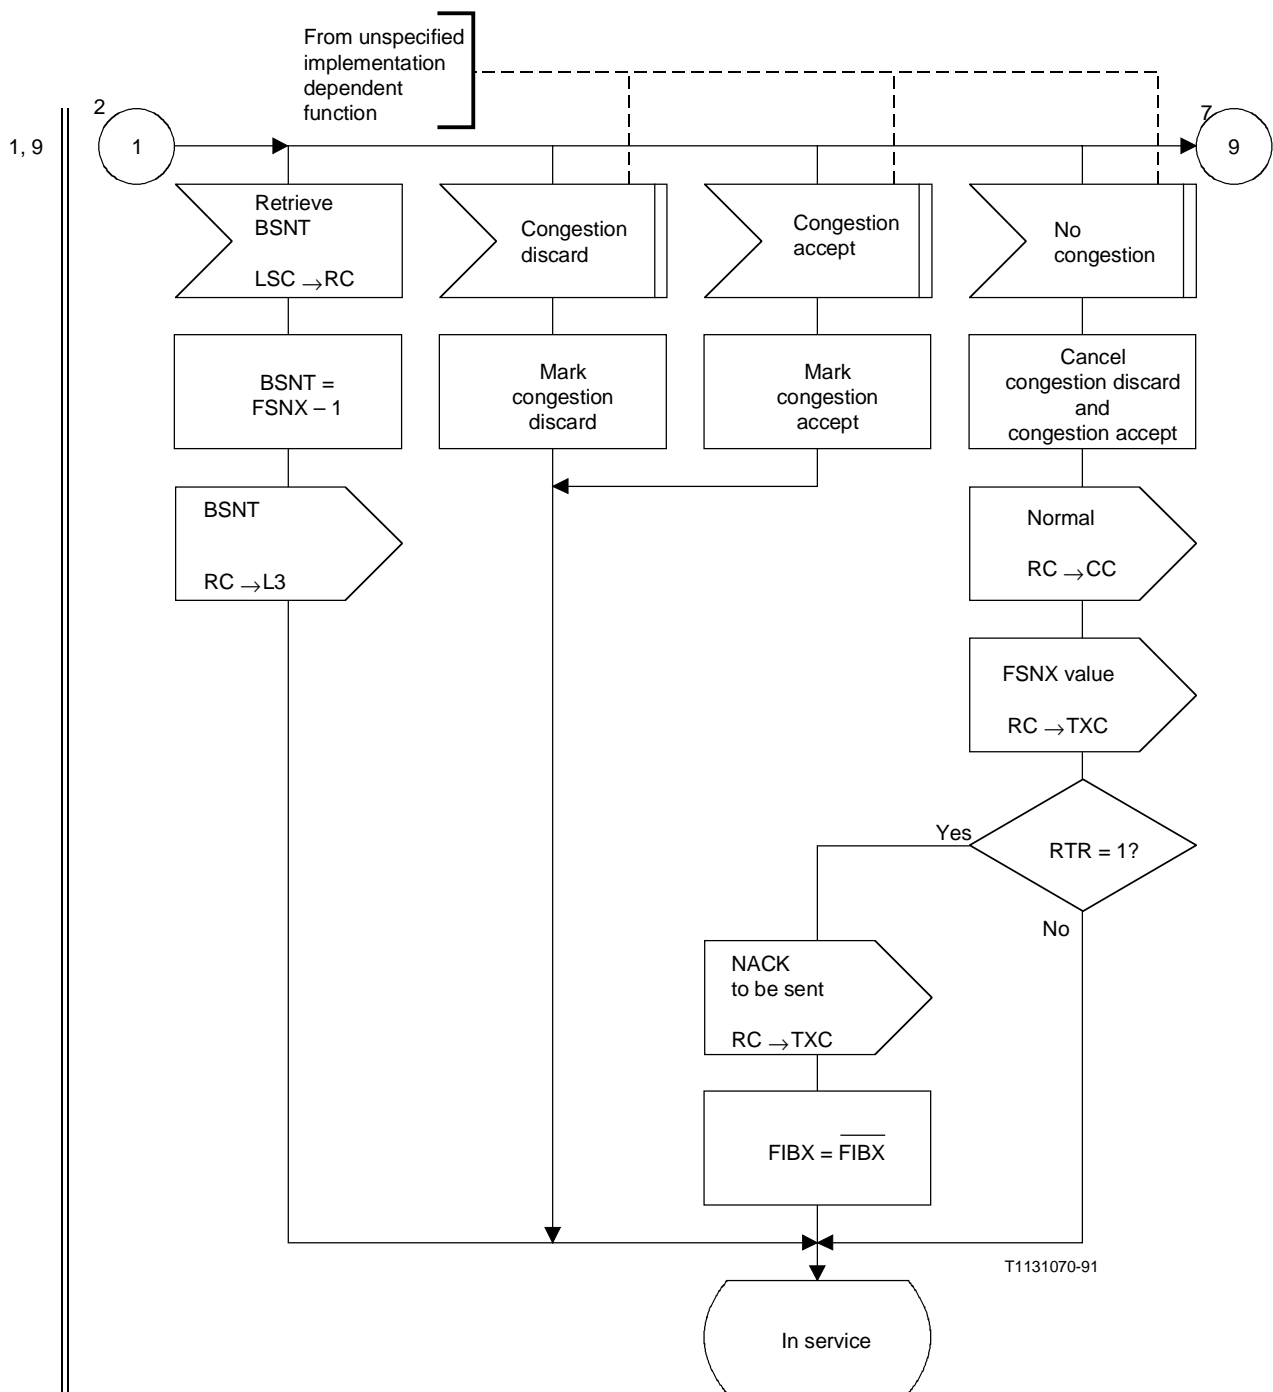 From unspecified
implementation
dependent
function
1, 9
2
1
7
9
Retrieve
BSNT
LSC →RC
Congestion
discard
Congestion
accept
No
congestion
BSNT =
FSNX – 1
Mark
congestion
discard
Mark
congestion
accept
Cancel
congestion discard
and
congestion accept
BSNT
RC →L3
Normal
RC →CC
FSNX value
RC →TXC
Yes
RTR = 1?
No
NACK
to be sent
RC →TXC
FIBX = F̅I̅B̅X̅
T1131070-91
In service